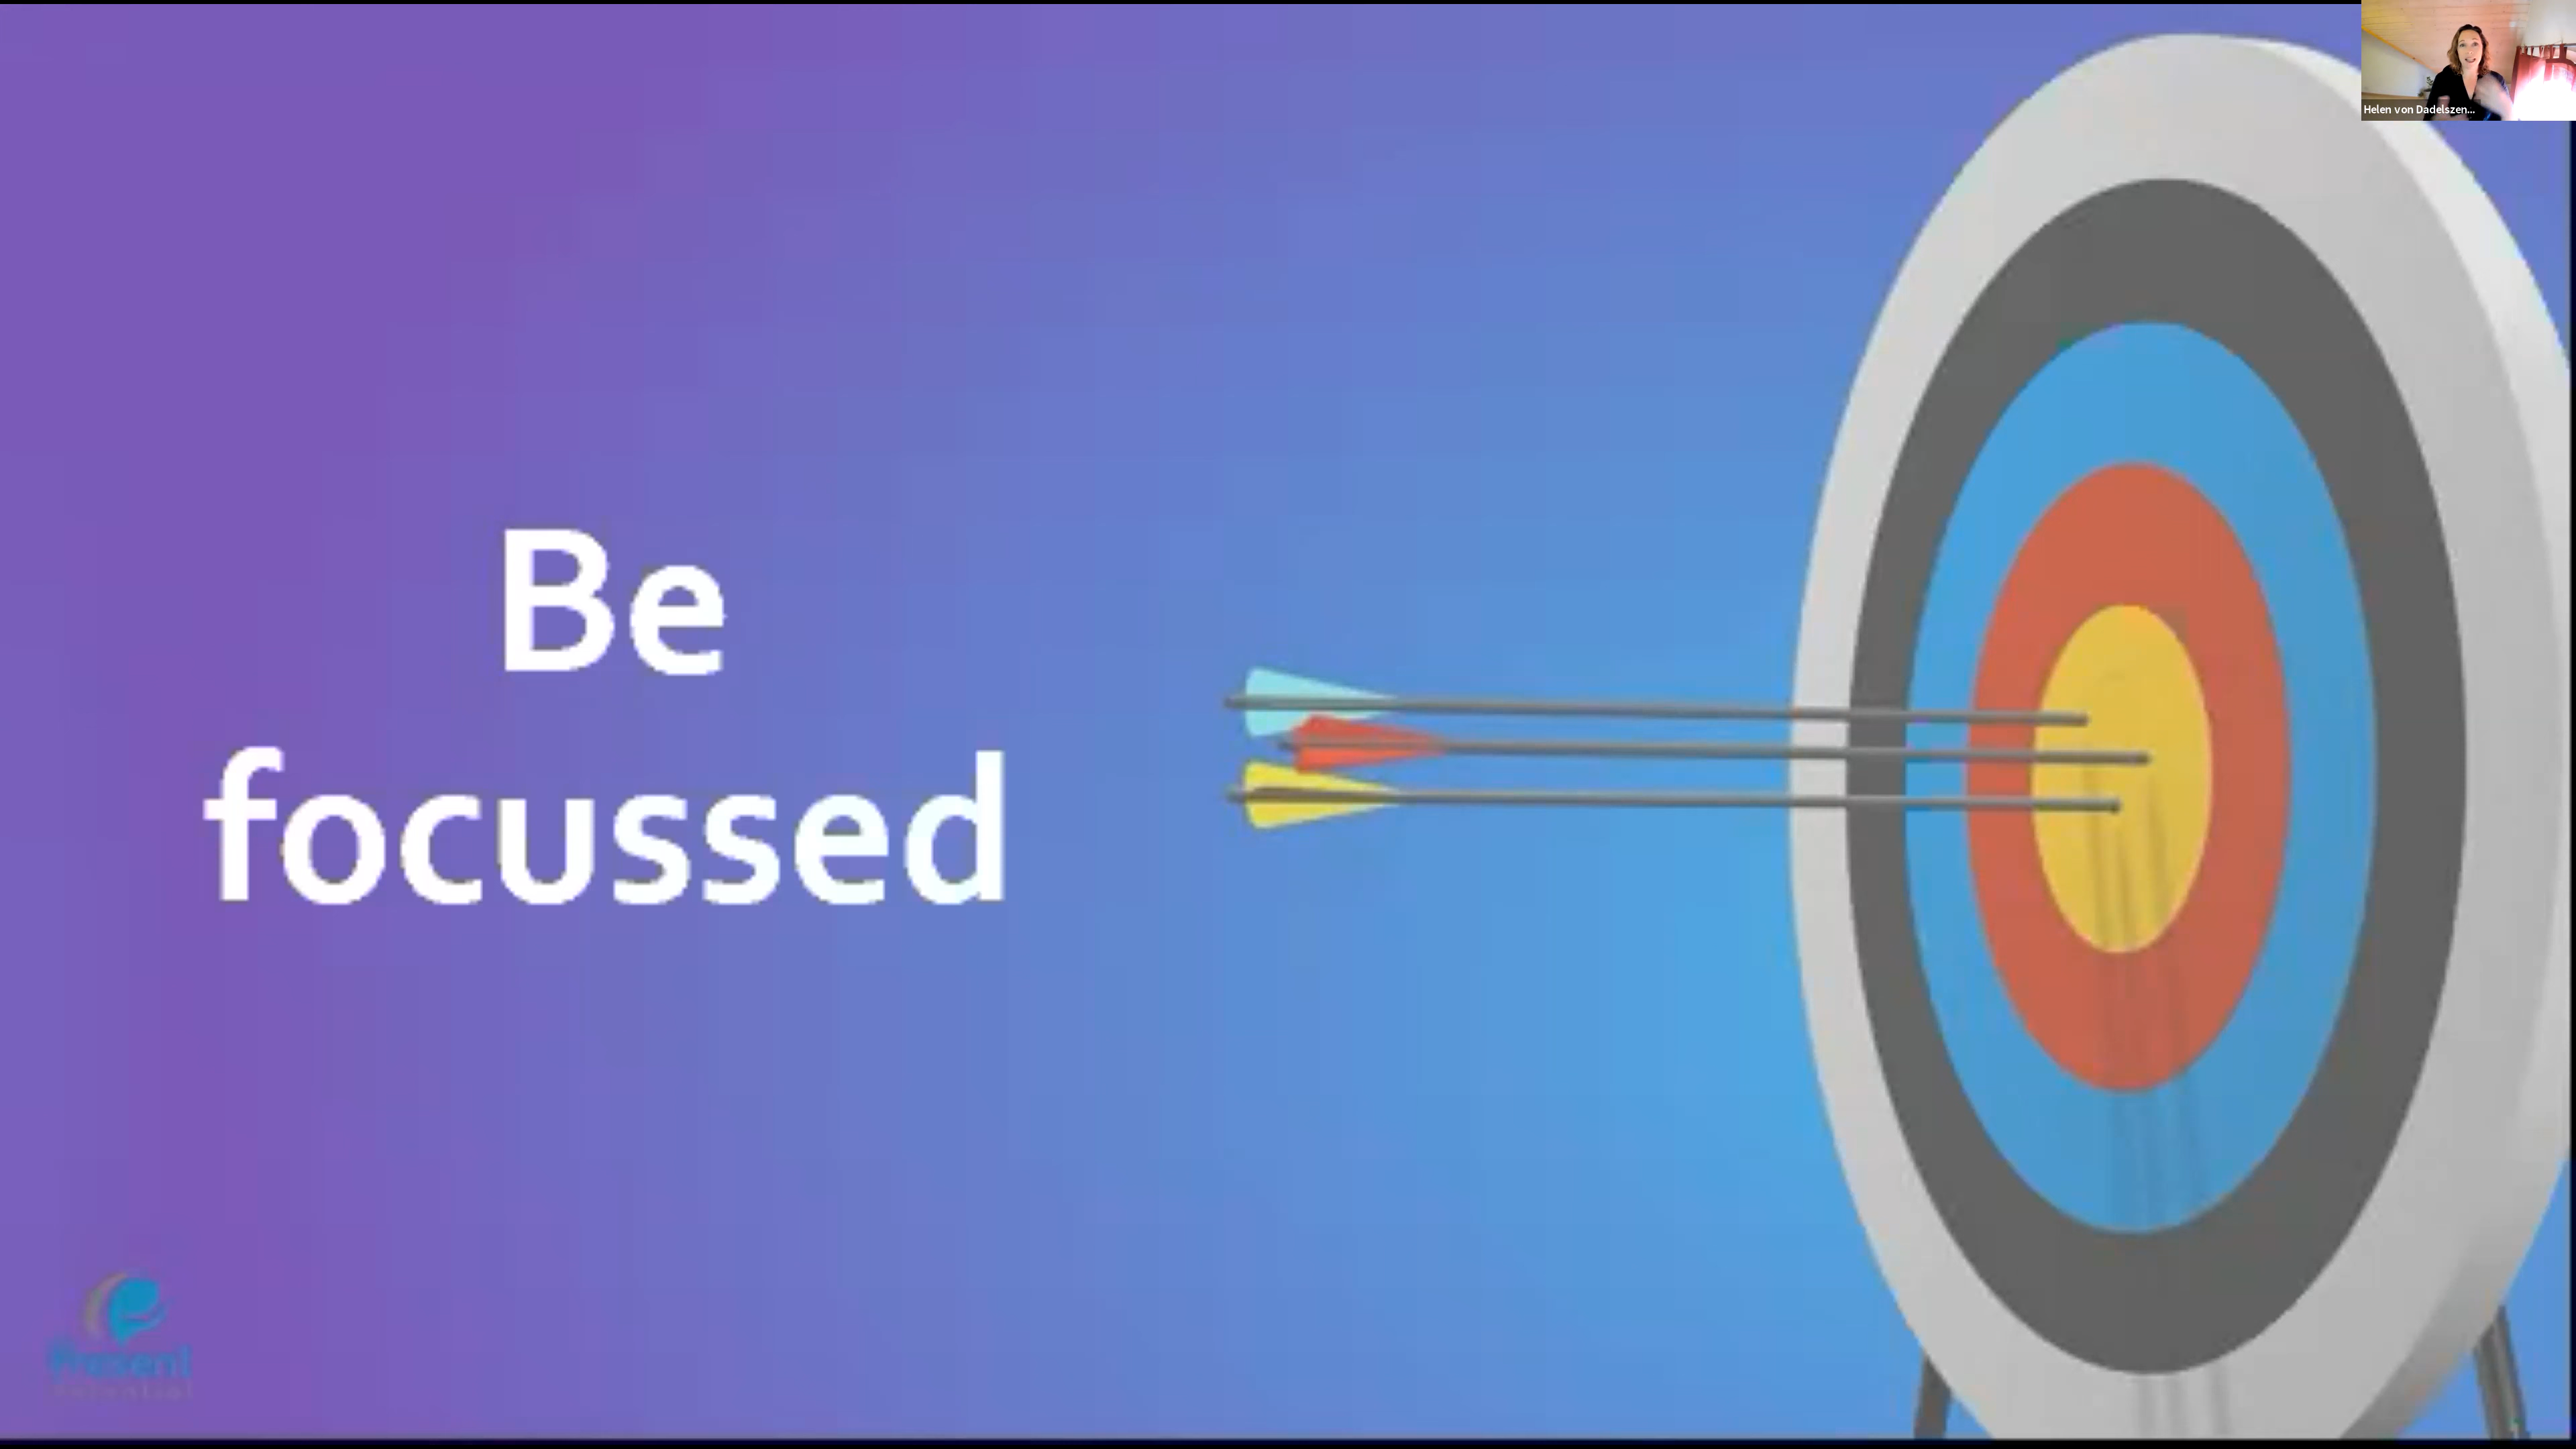 Helen von Dadelszen...
Be
focussed
Present